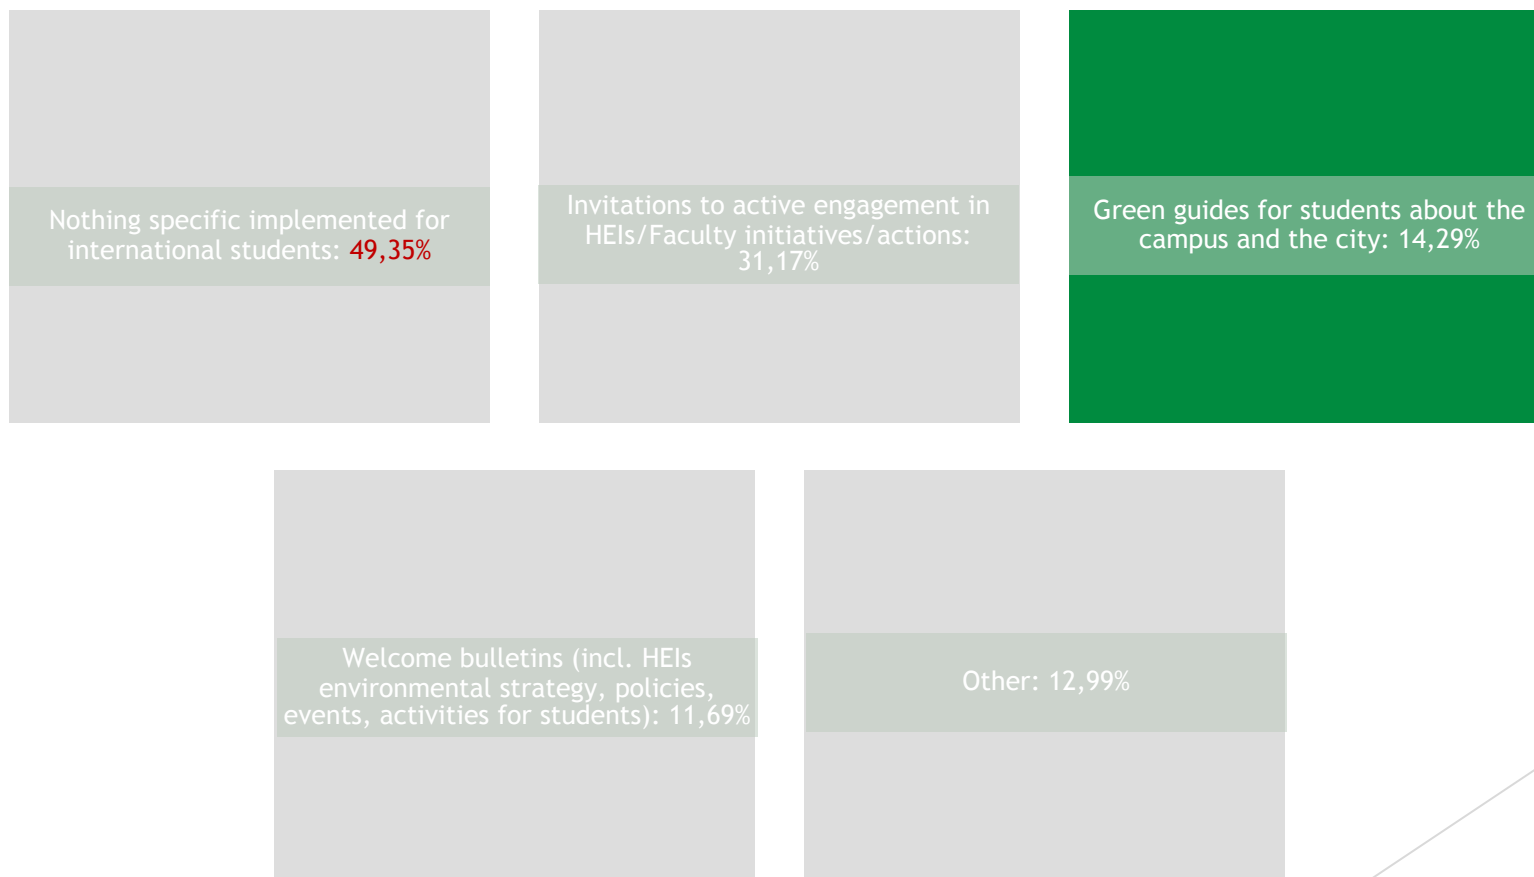 Nothing specific implemented for
international students: 49,35%
Invitations to active engagement in
HEIs/Faculty initiatives/actions:
31,17%
Green guides for students about the
campus and the city: 14,29%
Welcome bulletins (incl. HEIs
environmental strategy, policies,
events, activities for students): 11,69%
Other: 12,99%